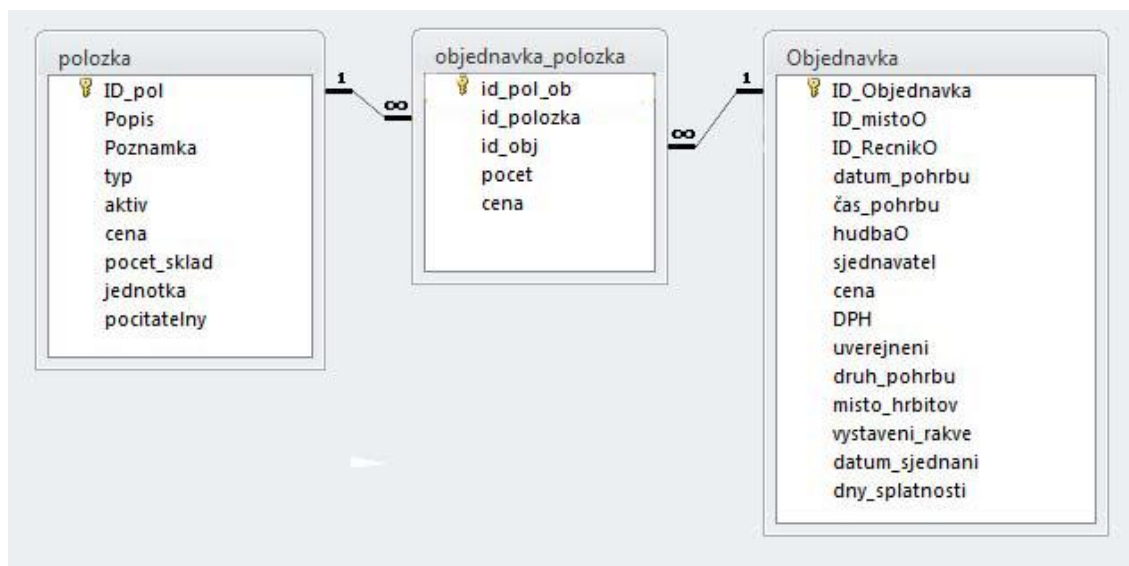 polozka
ID_pol
Popis
Poznamka
typ
aktiv
cena
pocet_sklad
jednotka
pocitatelny
1
∞
objednavka_polozka
id_pol_ob
id_polozka
id_obj
pocet
cena
∞
1
Objednavka
ID_Objednavka
ID_mistoO
ID_RecnikO
datum_pohrbu
čas_pohrbu
hudbaO
sjednavatel
cena
DPH
uverejneni
druh_pohrbu
misto_hrbitov
vystaveni_rakve
datum_sjednani
dny_splatnosti